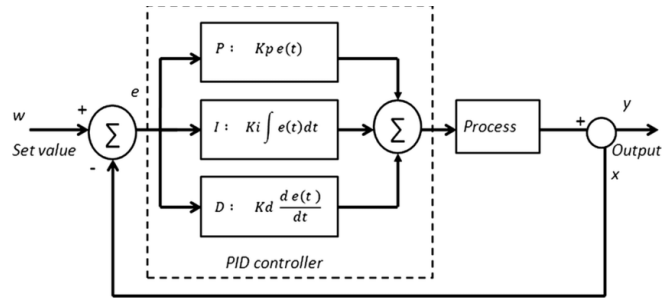 P : Kp e(t)
e
w
+
Σ
I : Ki ∫ e(t)dt
Σ
Process
+
y
Set value
-
Output
x
D : Kd d e(t)/dt
PID controller